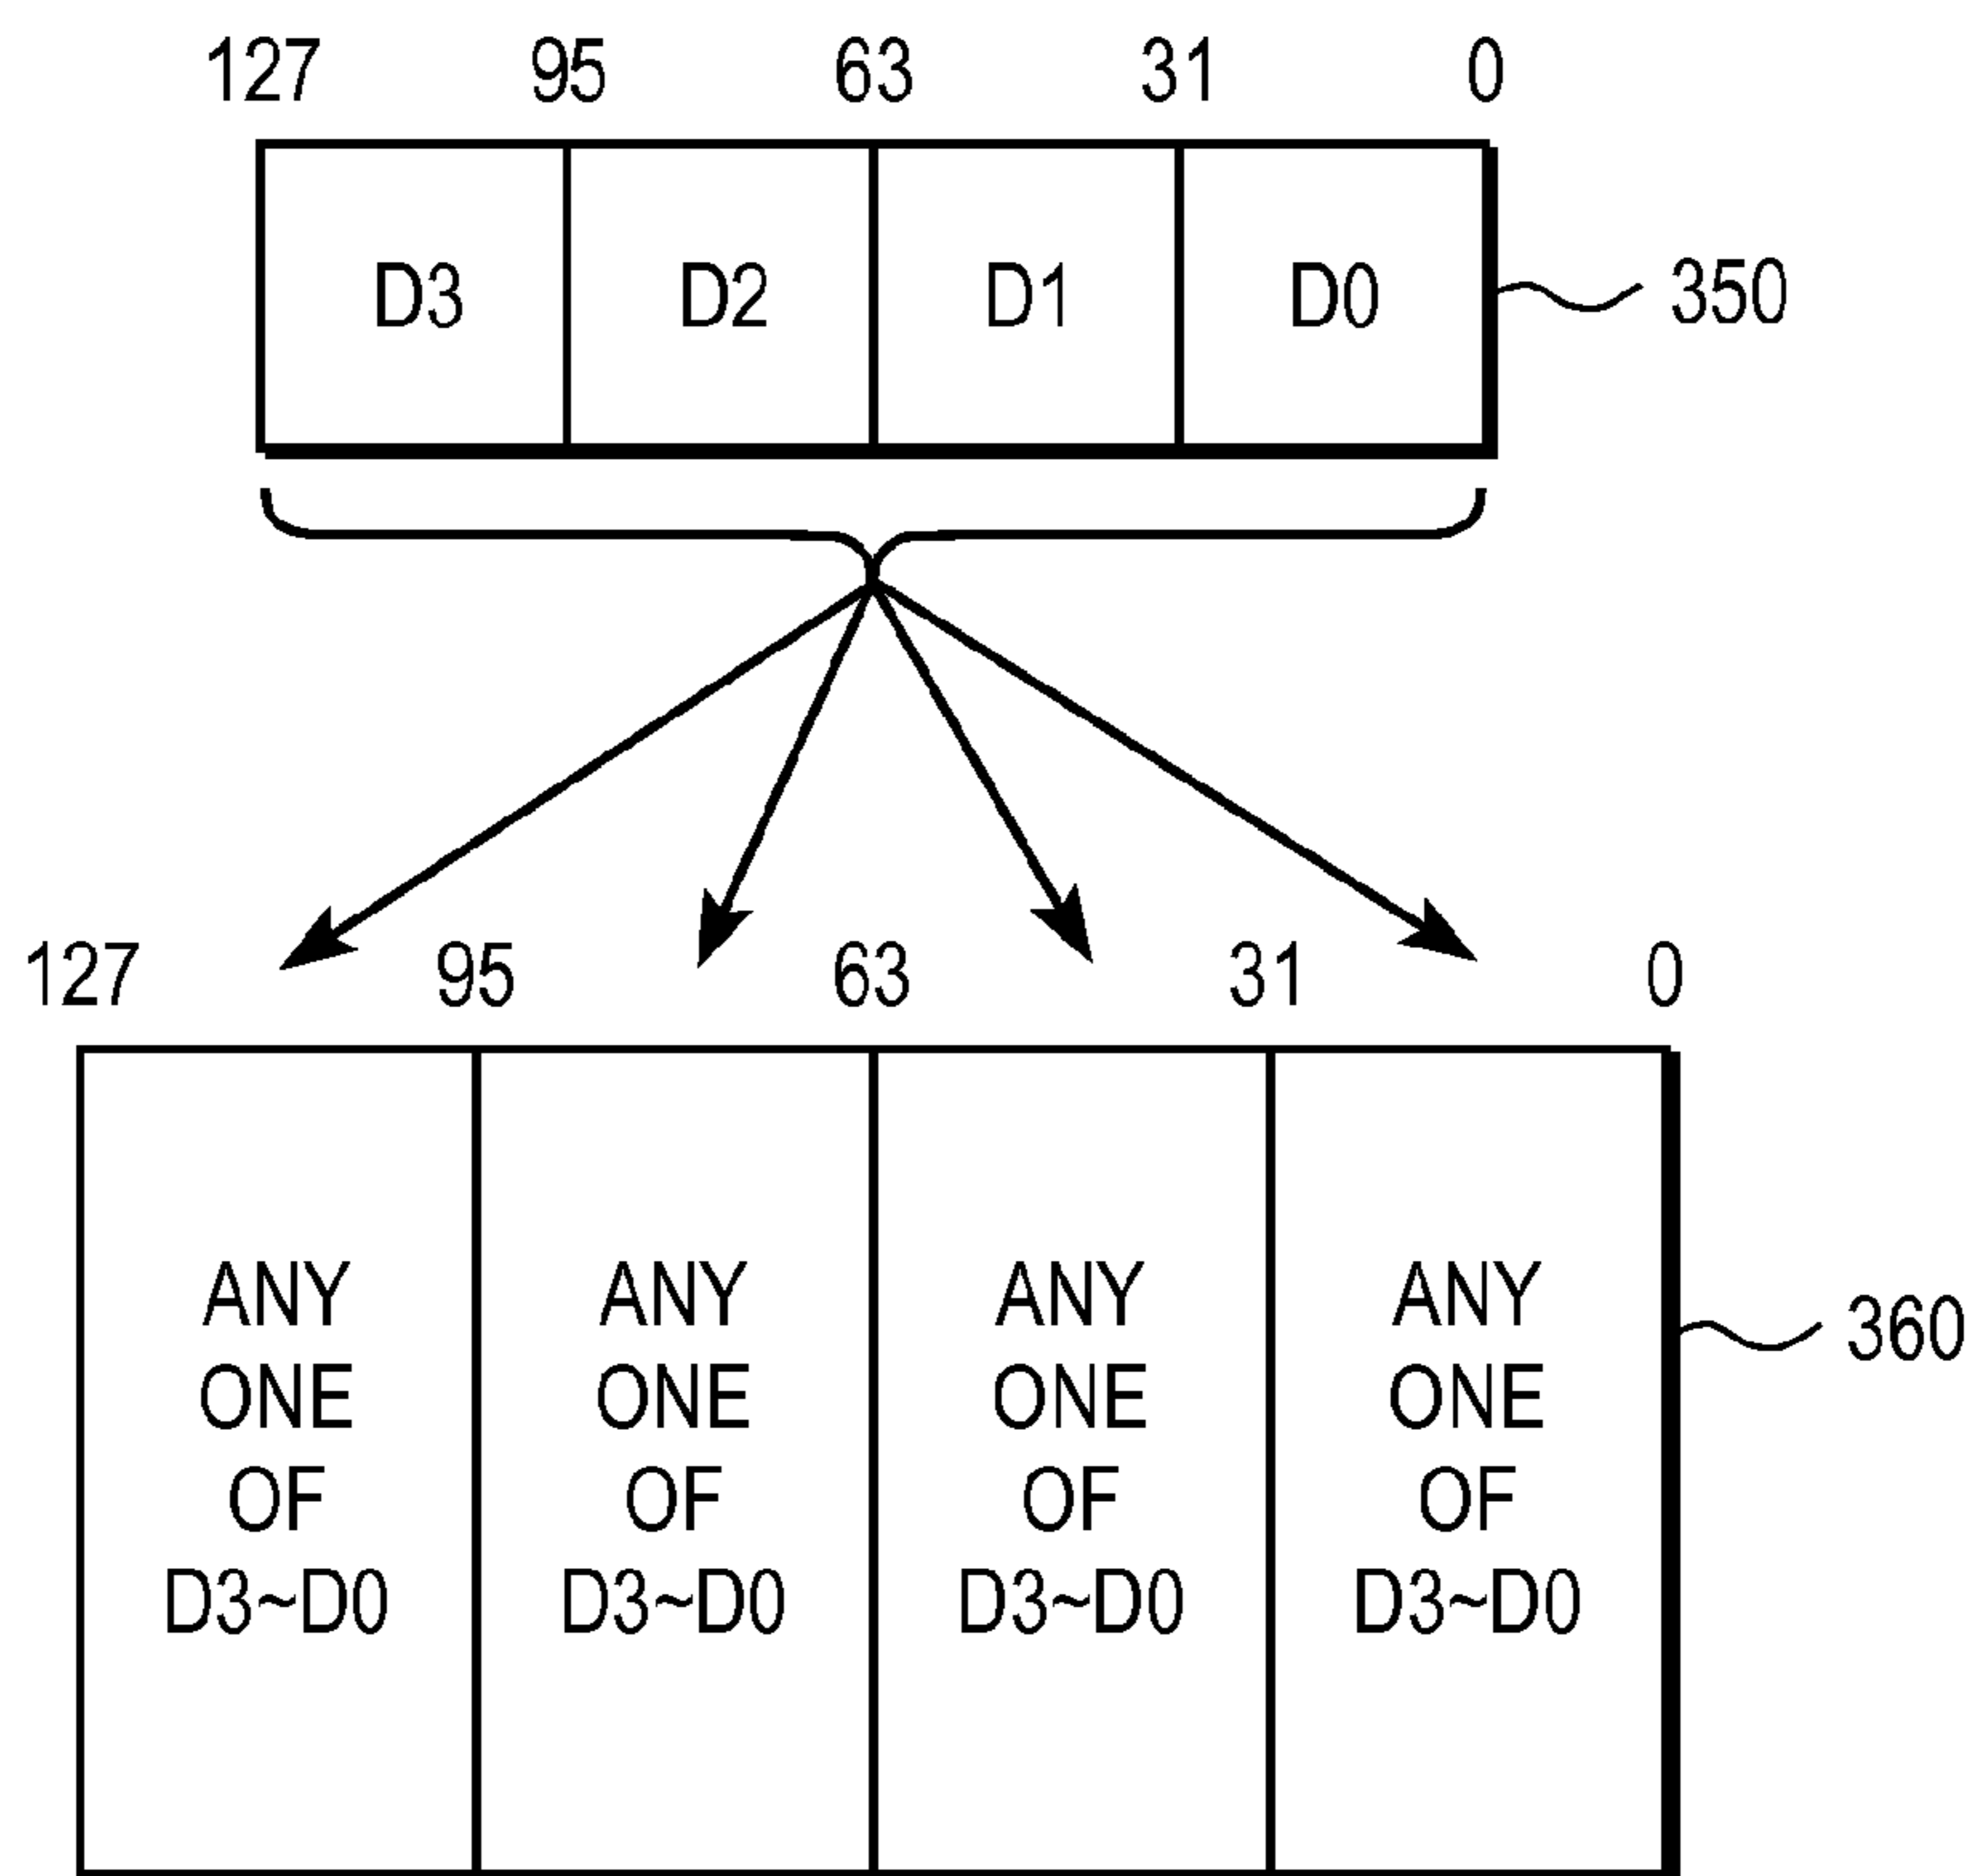 127 95 63 31 0
D3 D2 D1 D0 350
127 95 63 31 0
ANY ANY ANY ANY
ONE ONE ONE ONE 360
OF OF OF OF
D3~D0 D3~D0 D3~D0 D3~D0